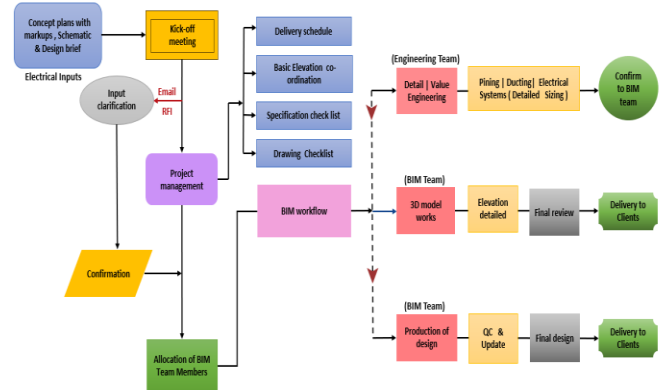 Concept plans with
markups , Schematic
& Design brief
Electrical Inputs
Kick-off
meeting
Input
clarification
Email
RFI
Project
management
Confirmation
Allocation of BIM
Team Members
Delivery schedule
Basic Elevation co-
ordination
Specification check list
Drawing Checklist
BIM workflow
(Engineering Team)
Detail | Value
Engineering
Pining | Ducting| Electrical
Systems ( Detailed Sizing )
Confirm
to BIM
team
(BIM Team)
3D model
works
Elevation
detailed
Final review
Delivery to
Clients
(BIM Team)
Production of
design
QC &
Update
Final design
Delivery to
Clients